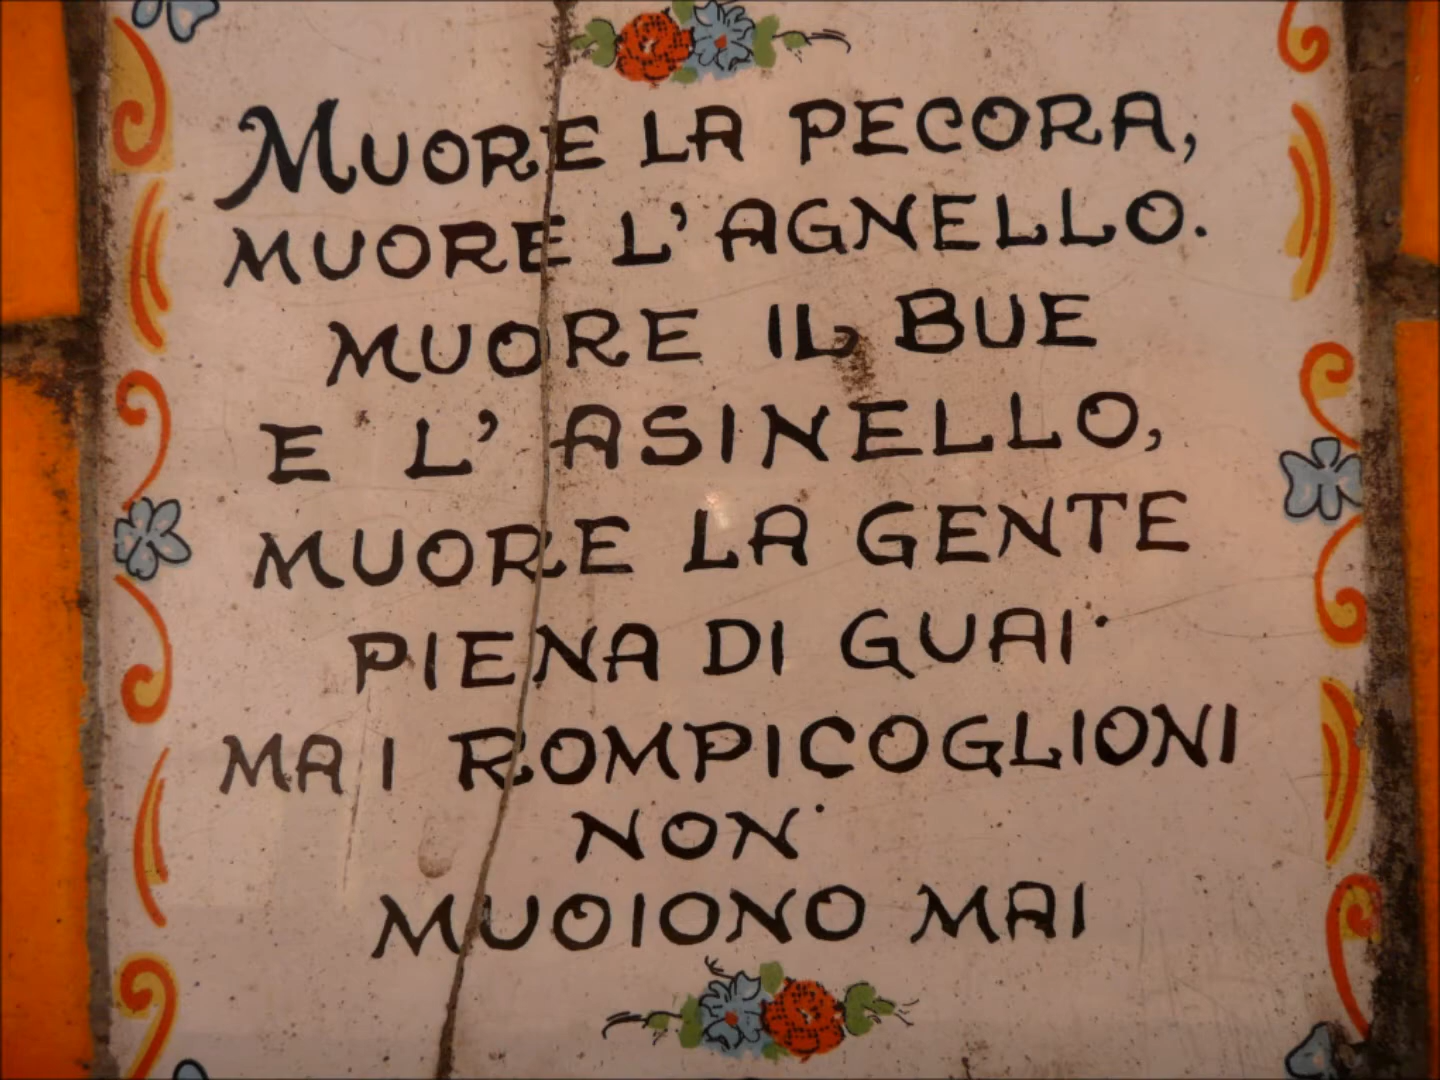 MUORE LA PECORA,
MUORE L'AGNELLO.
MUORE IL BUE
E L'ASINELLO,
MUORE LA GENTE
PIENA DI GUAI
MA I ROMPICOGLIONI
NON
MUOIONO MAI